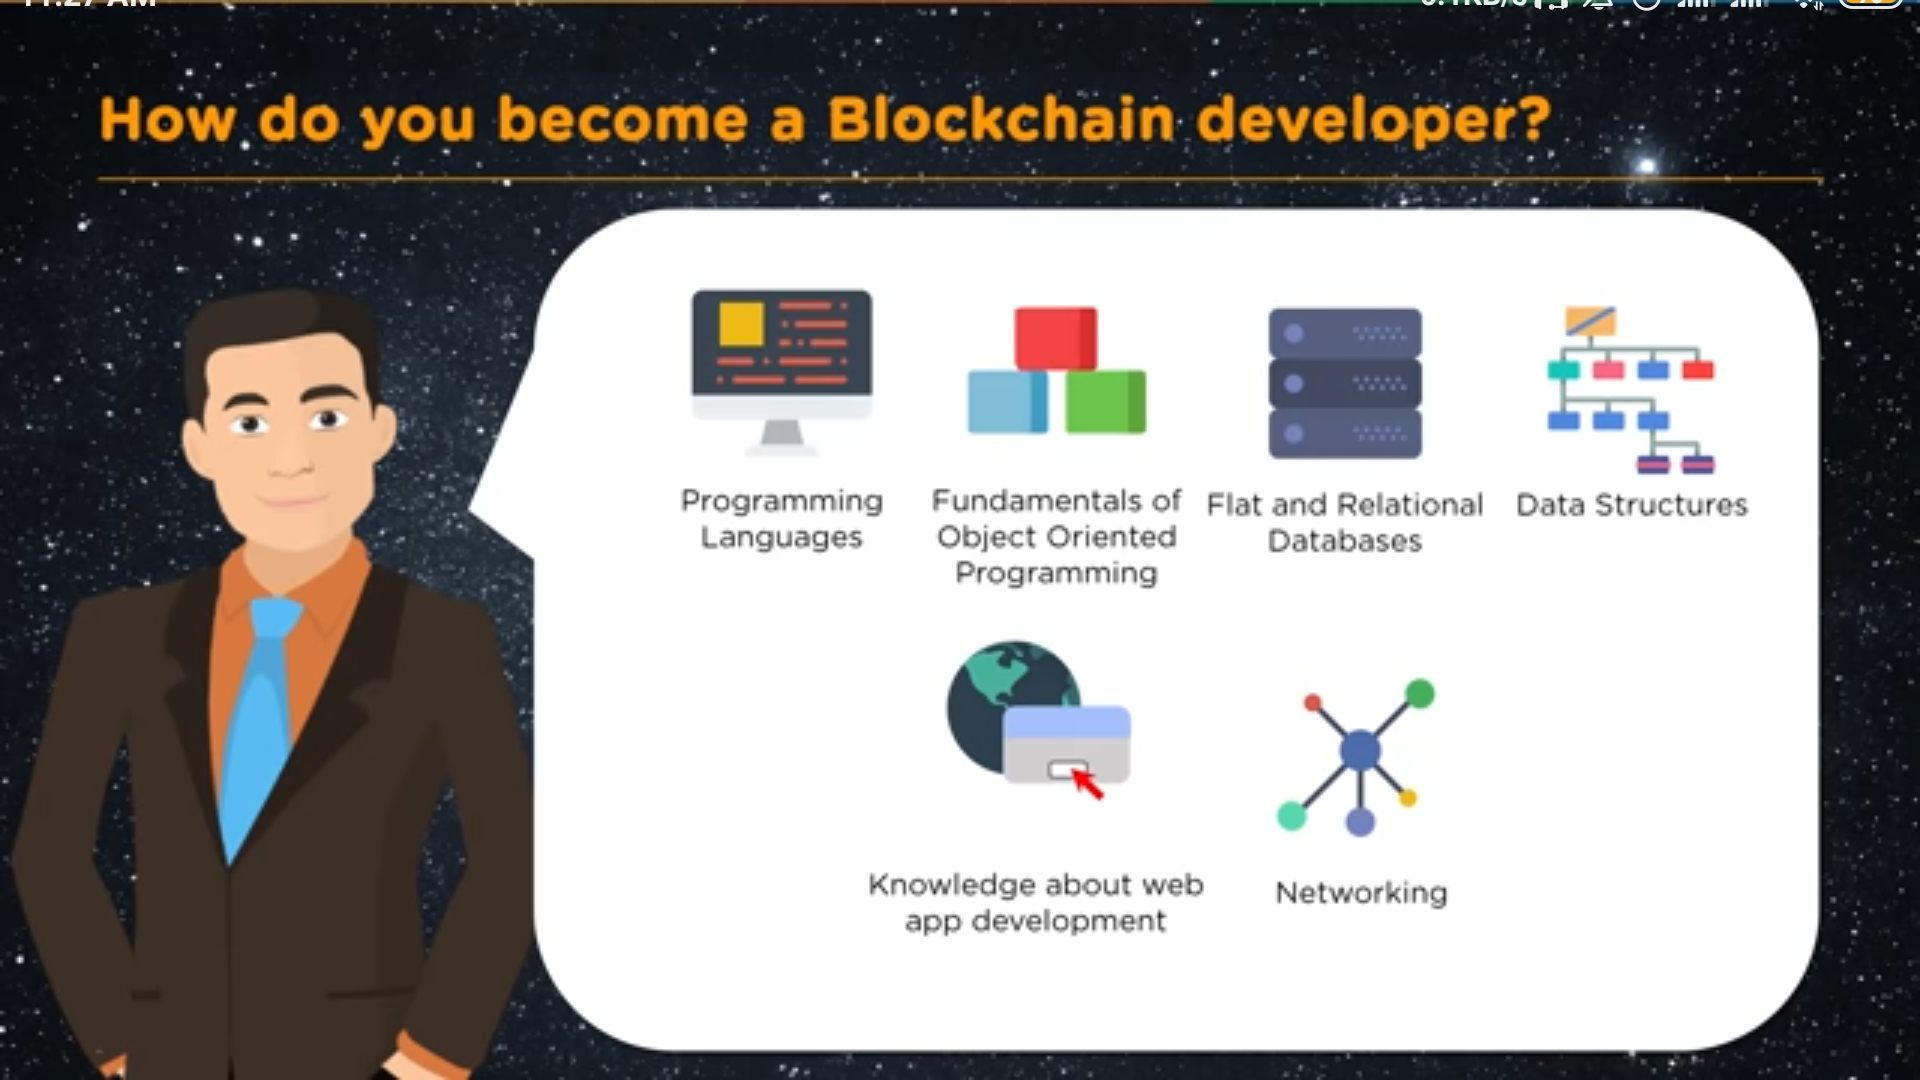 How do you become a Blockchain developer?
Programming
Languages
Fundamentals of
Object Oriented
Programming
Flat and Relational
Databases
Data Structures
Knowledge about web
app development
Networking